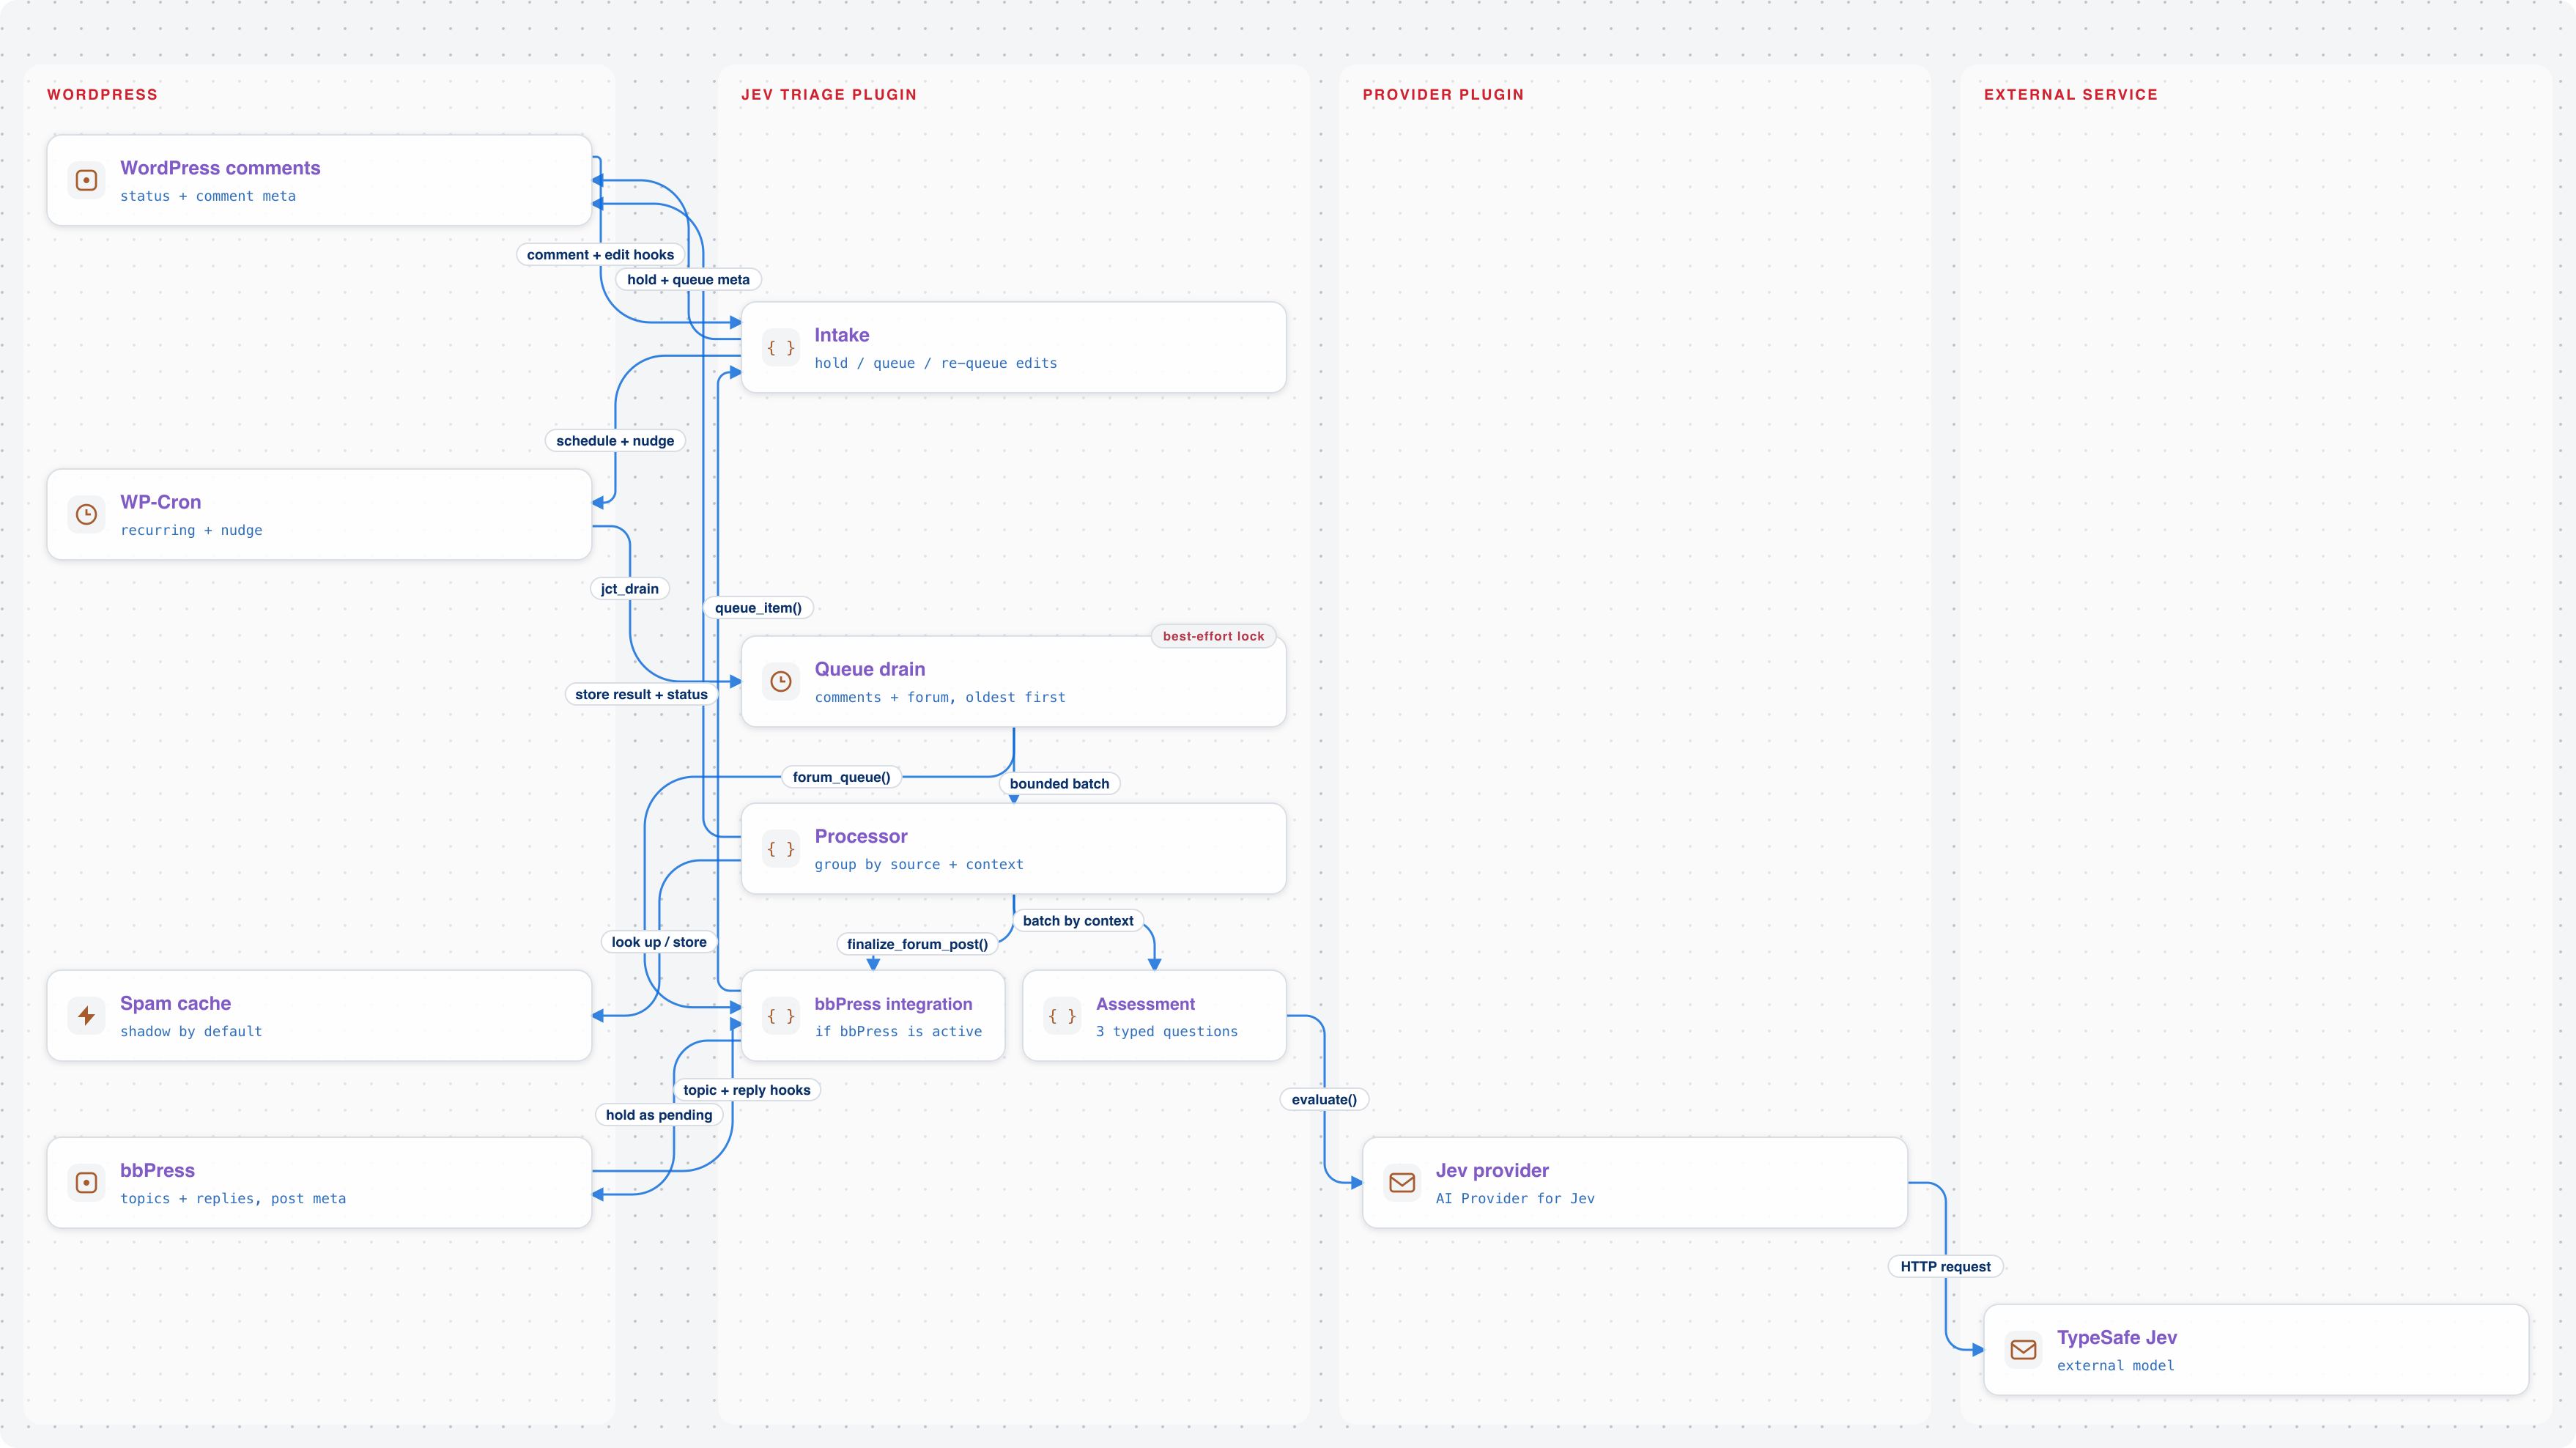 WORDPRESS
JEV TRIAGE PLUGIN
PROVIDER PLUGIN
EXTERNAL SERVICE
WordPress comments
status + comment meta
comment + edit hooks
hold + queue meta
{ } Intake
hold / queue / re-queue edits
schedule + nudge
WP-Cron
recurring + nudge
jct_drain
queue_item()
best-effort lock
Queue drain
comments + forum, oldest first
store result + status
forum_queue()
bounded batch
{ } Processor
group by source + context
batch by context
look up / store
finalize_forum_post()
Spam cache
shadow by default
{ } bbPress integration
if bbPress is active
{ } Assessment
3 typed questions
topic + reply hooks
evaluate()
hold as pending
bbPress
topics + replies, post meta
Jev provider
AI Provider for Jev
HTTP request
TypeSafe Jev
external model